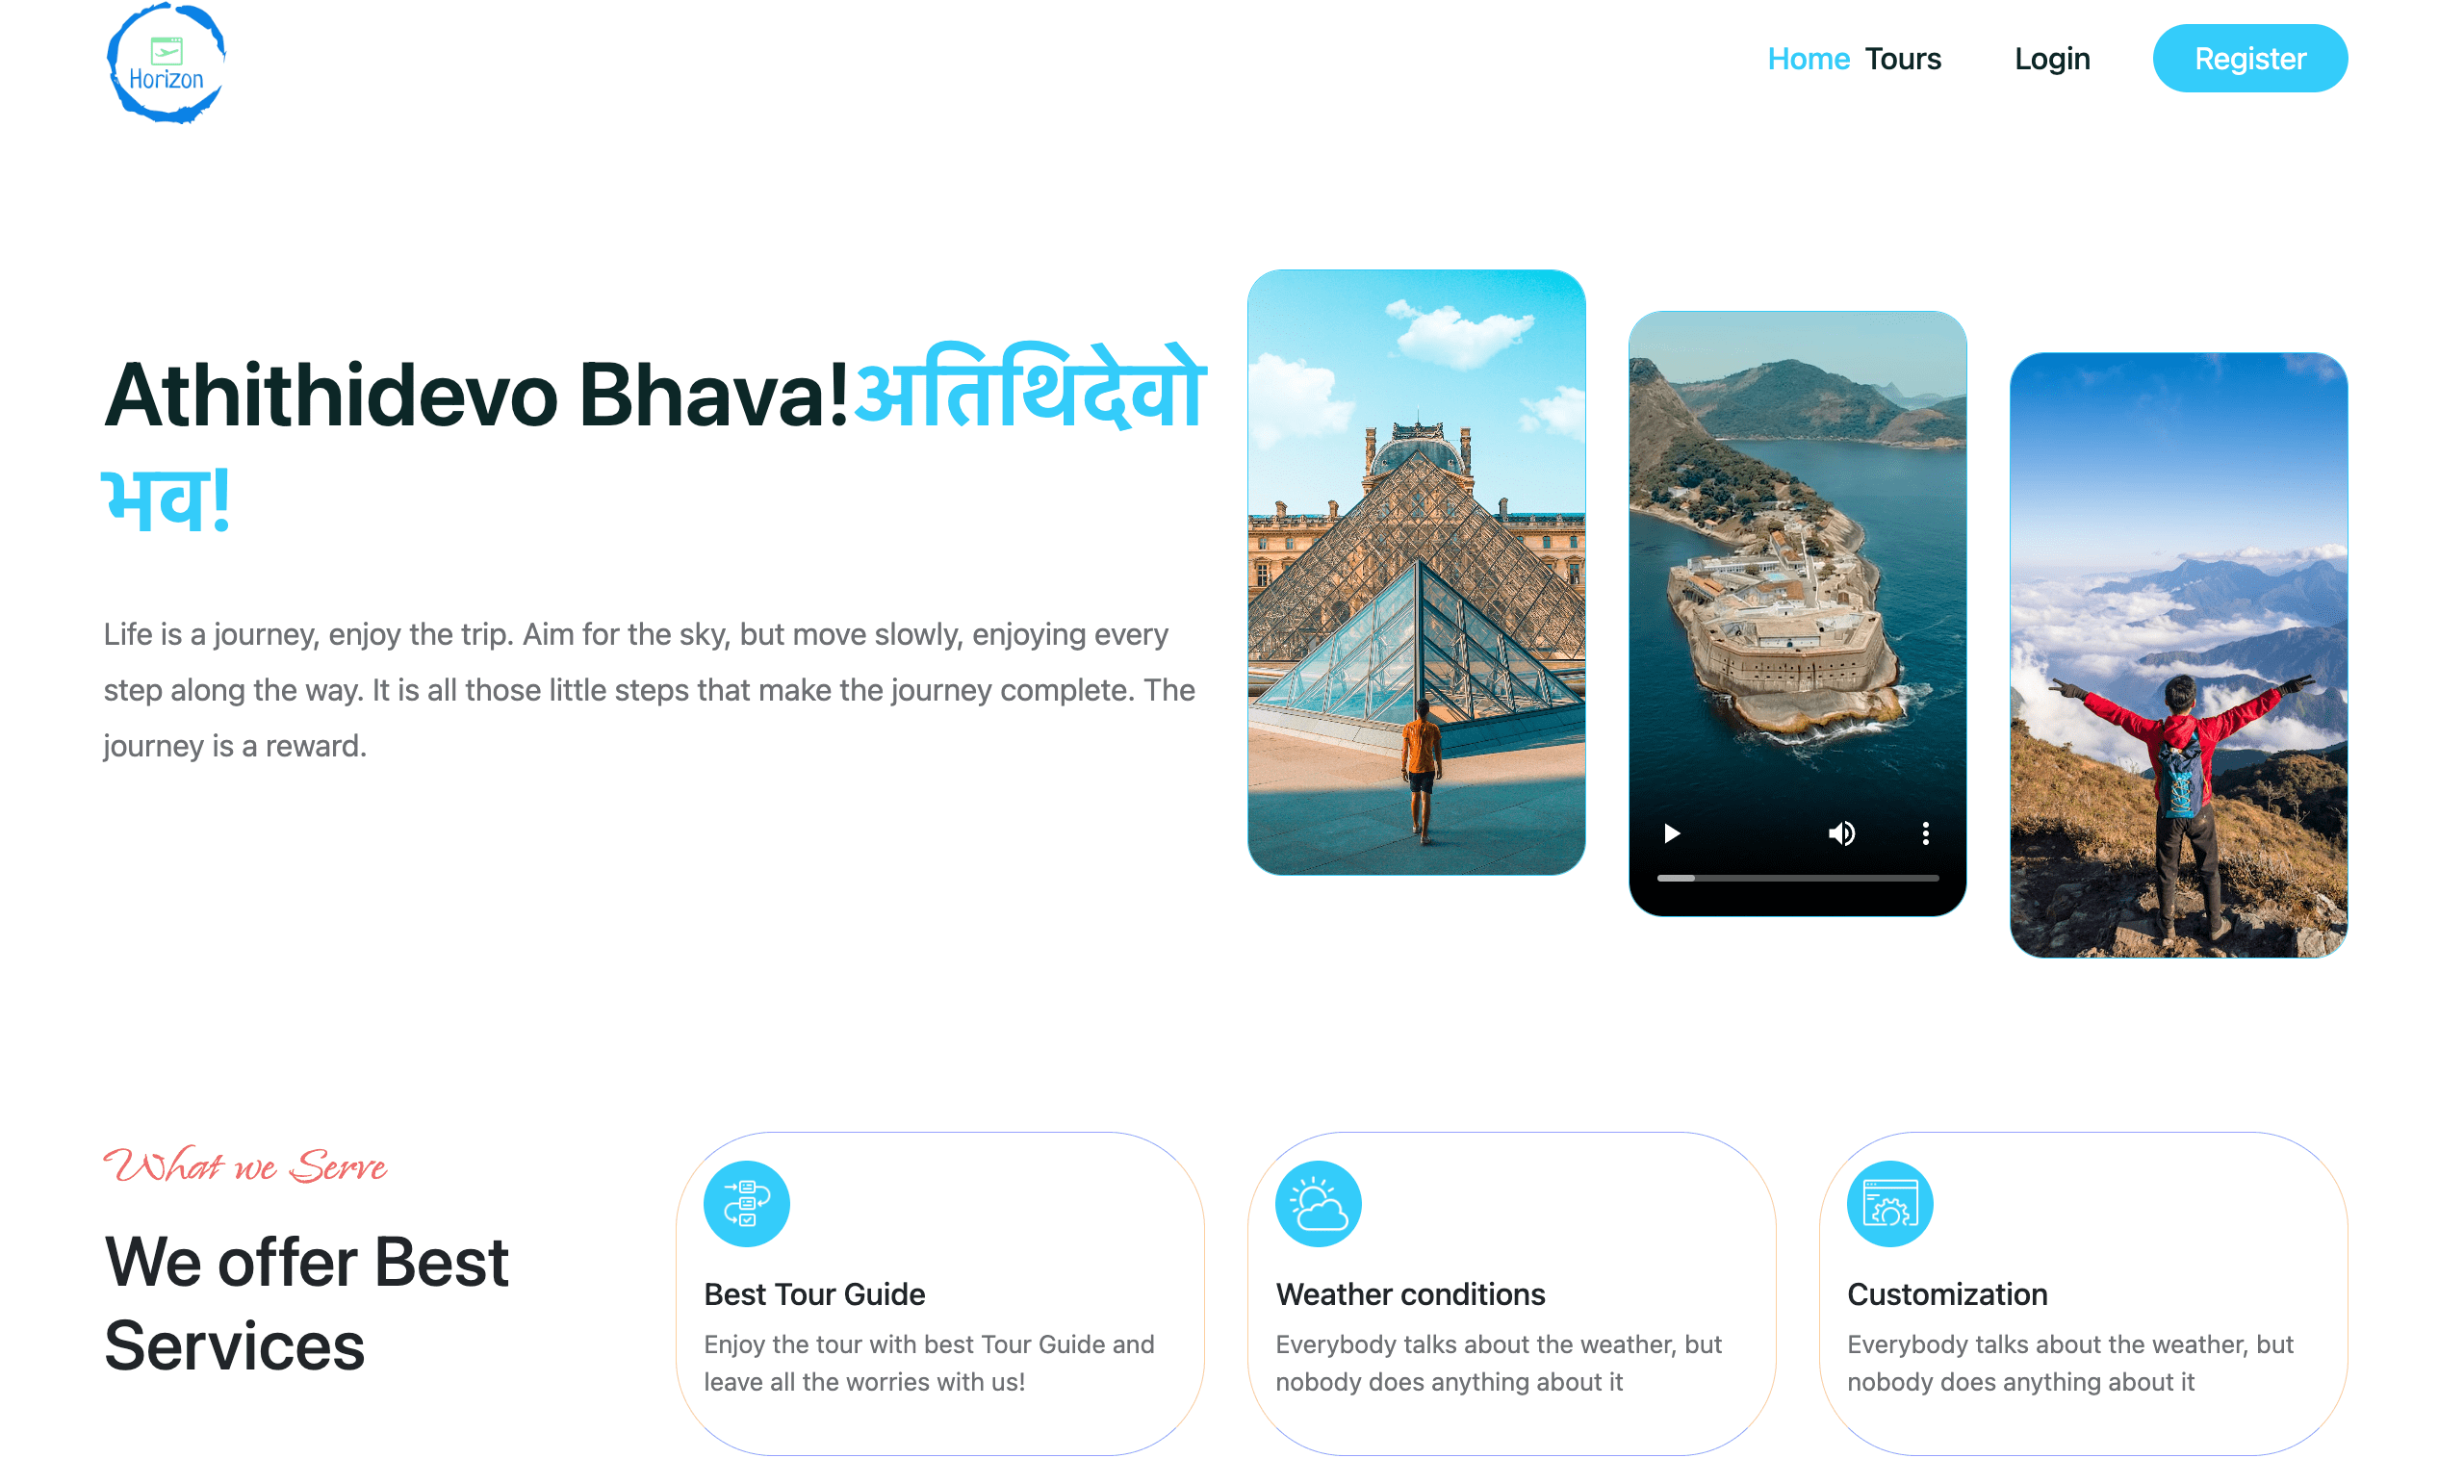 Horizon
Home Tours Login Register
Athithidevo Bhava!अतिथिदेवो
भव!
Life is a journey, enjoy the trip. Aim for the sky, but move slowly, enjoying every
step along the way. It is all those little steps that make the journey complete. The
journey is a reward.
What we Serve
We offer Best
Services
Best Tour Guide
Enjoy the tour with best Tour Guide and
leave all the worries with us!
Weather conditions
Everybody talks about the weather, but
nobody does anything about it
Customization
Everybody talks about the weather, but
nobody does anything about it